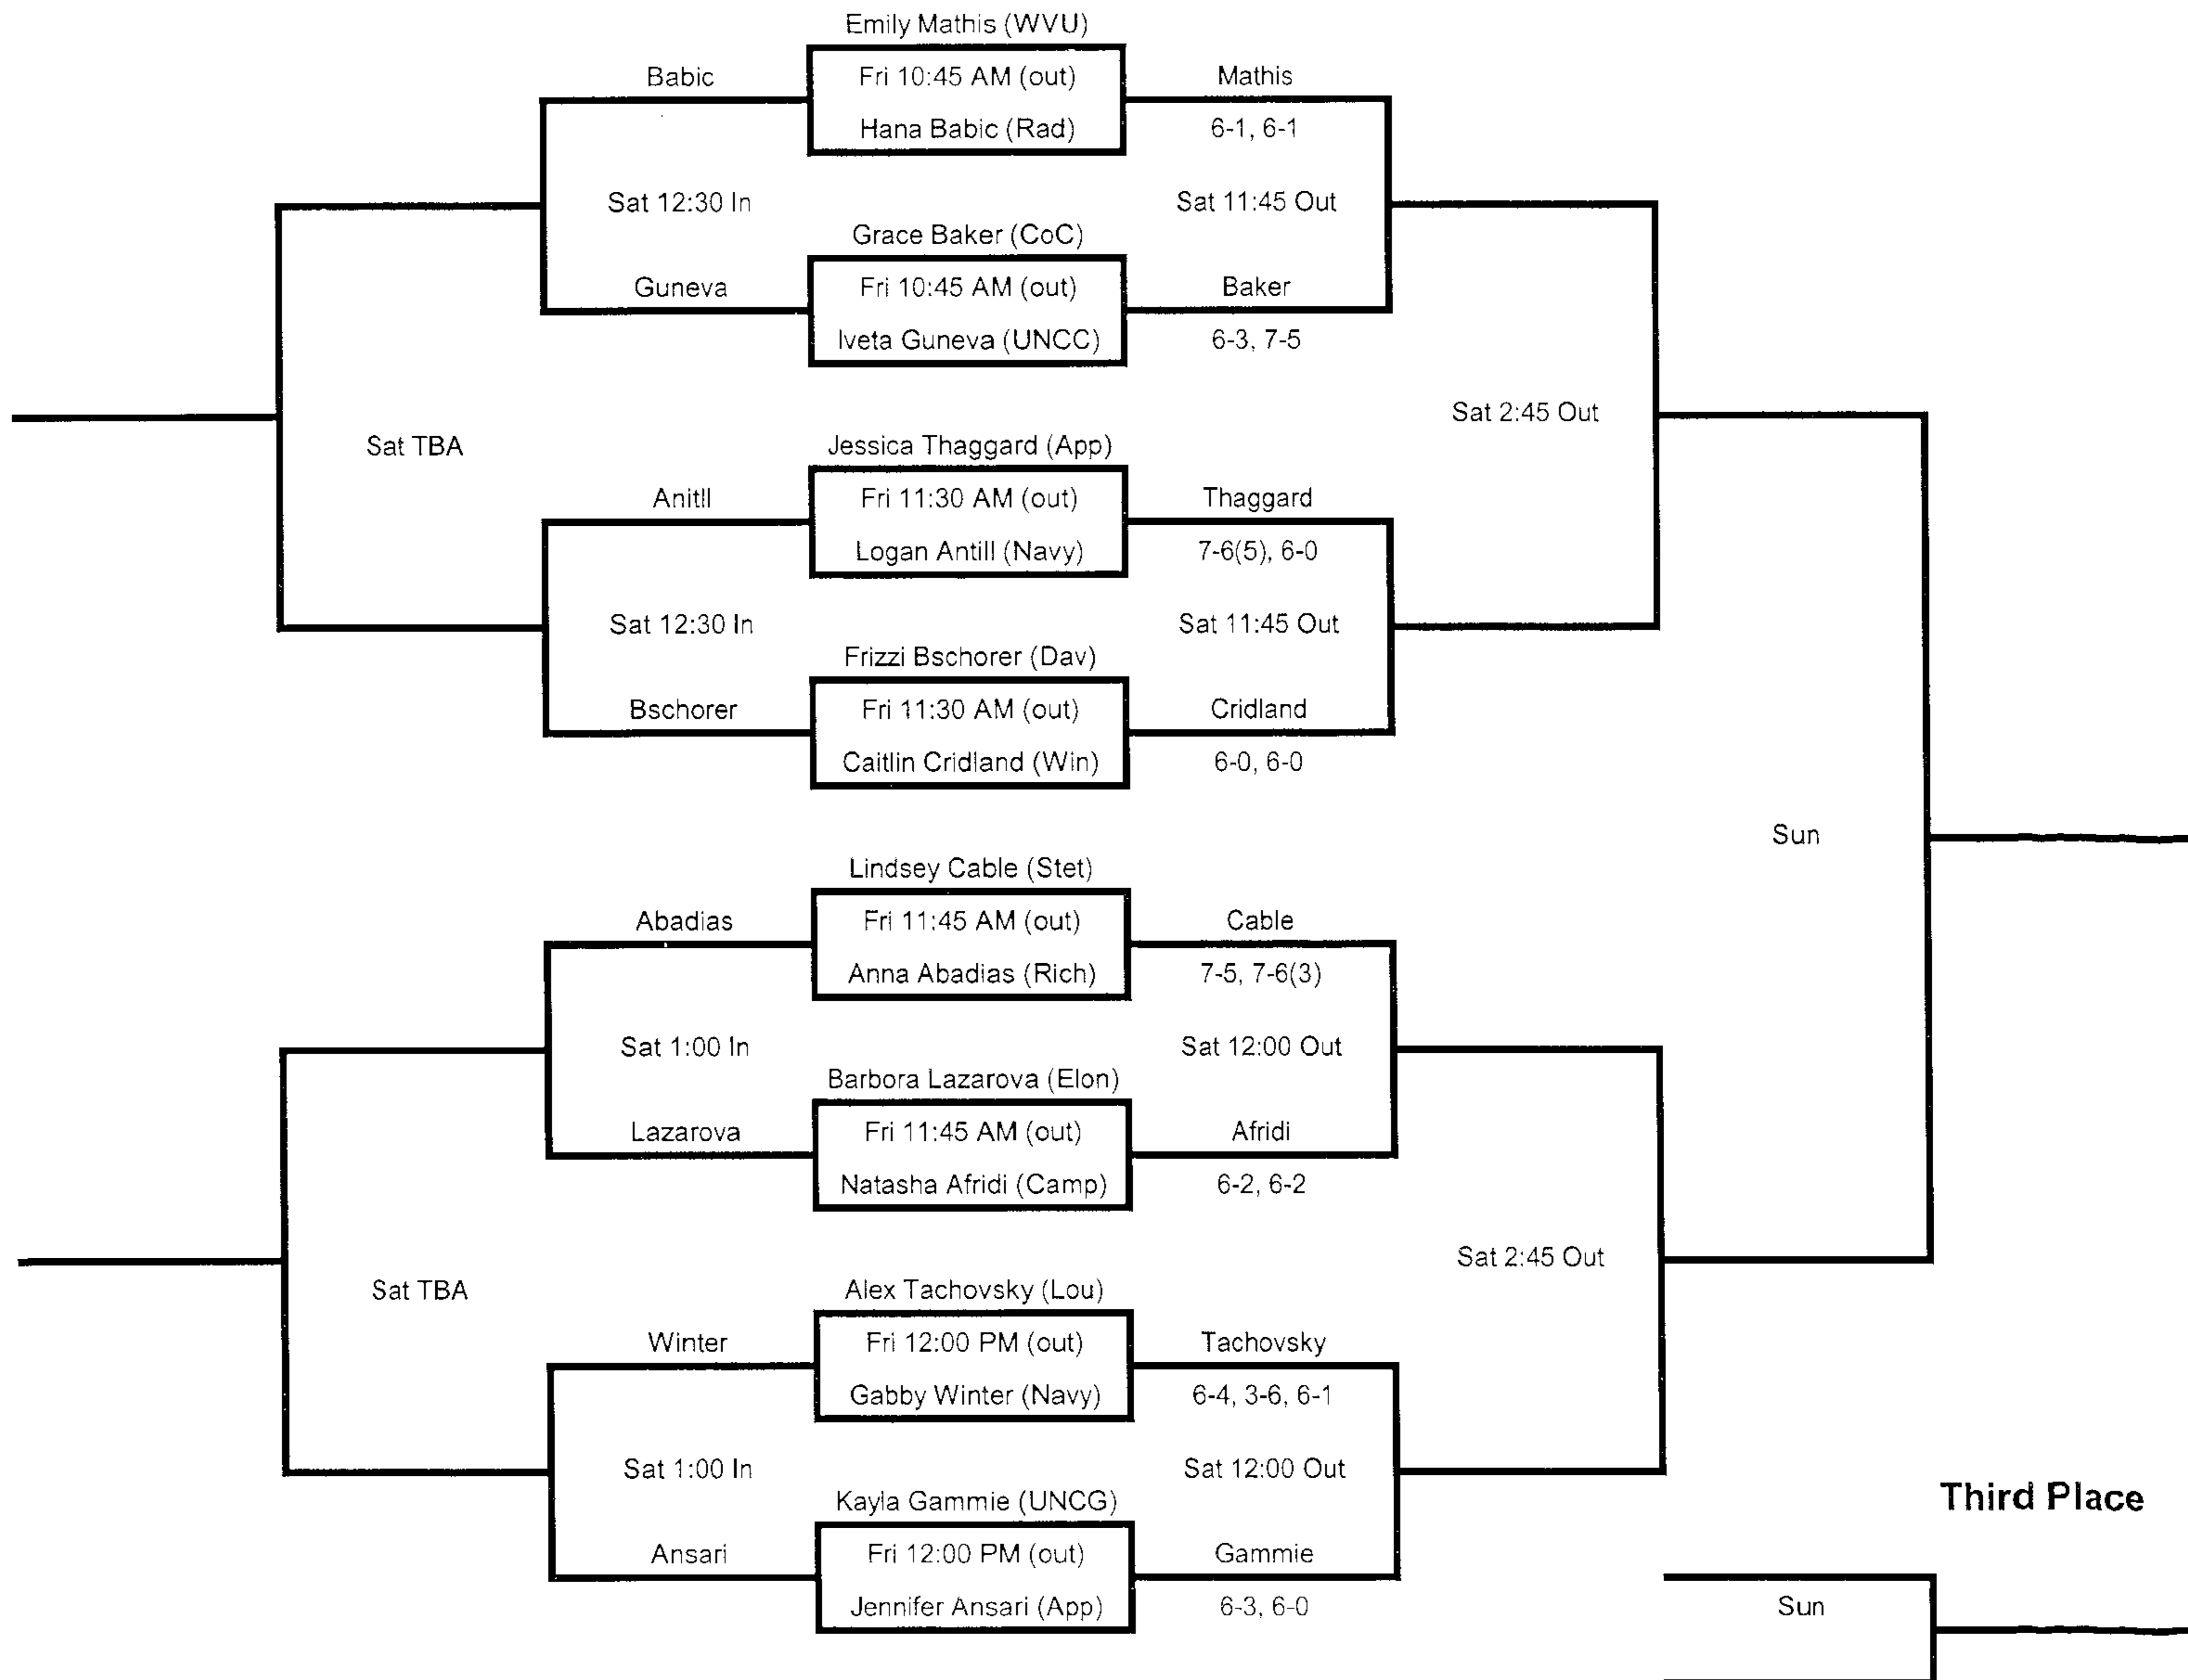 Emily Mathis (WVU)
Babic
Fri 10:45 AM (out)
Mathis
Hana Babic (Rad)
6-1, 6-1
Sat 12:30 In
Sat 11:45 Out
Grace Baker (CoC)
Guneva
Fri 10:45 AM (out)
Baker
Iveta Guneva (UNCC)
6-3, 7-5
Sat 2:45 Out
Sat TBA
Jessica Thaggard (App)
Anitll
Fri 11:30 AM (out)
Thaggard
Logan Antill (Navy)
7-6(5), 6-0
Sat 12:30 In
Sat 11:45 Out
Frizzi Bschorer (Dav)
Bschorer
Fri 11:30 AM (out)
Cridland
Caitlin Cridland (Win)
6-0, 6-0
Sun
Lindsey Cable (Stet)
Abadias
Fri 11:45 AM (out)
Cable
Anna Abadias (Rich)
7-5, 7-6(3)
Sat 1:00 In
Sat 12:00 Out
Barbora Lazarova (Elon)
Lazarova
Fri 11:45 AM (out)
Afridi
Natasha Afridi (Camp)
6-2, 6-2
Sat 2:45 Out
Sat TBA
Alex Tachovsky (Lou)
Winter
Fri 12:00 PM (out)
Tachovsky
Gabby Winter (Navy)
6-4, 3-6, 6-1
Sat 1:00 In
Sat 12:00 Out
Third Place
Kayla Gammie (UNCG)
Ansari
Fri 12:00 PM (out)
Gammie
Jennifer Ansari (App)
6-3, 6-0
Sun